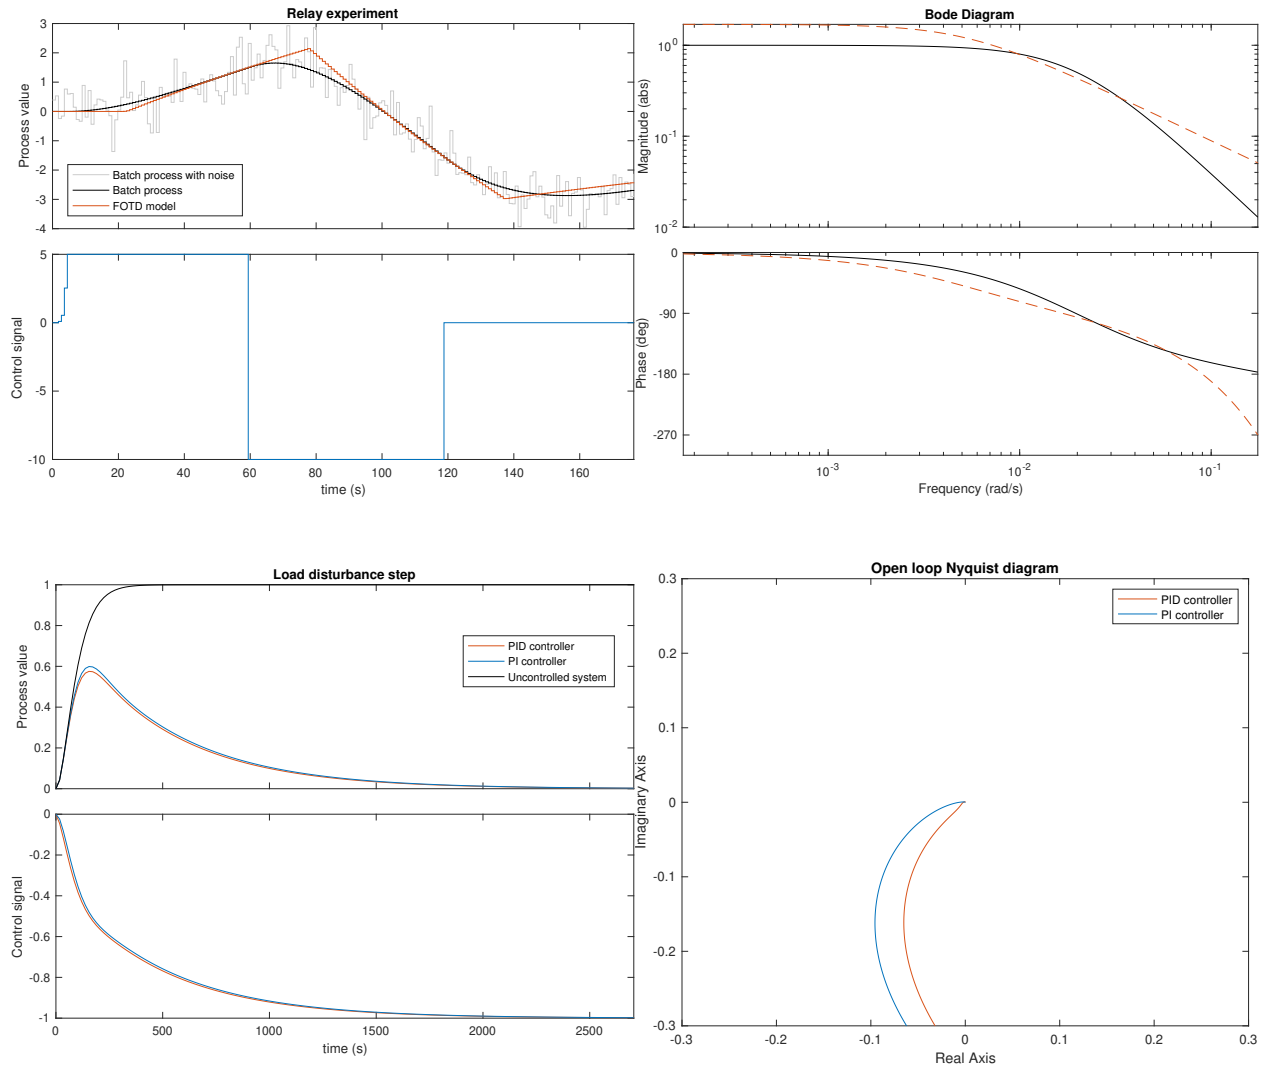 Relay experiment
3
2
1
0
-1
-2
-3
-4
Process value
Batch process with noise
Batch process
FOTD model
5
0
-5
-10
Control signal
0 20 40 60 80 100 120 140 160
time (s)
Bode Diagram
10^0
10^-1
10^-2
Magnitude (abs)
0
-90
-180
-270
Phase (deg)
10^-3 10^-2 10^-1
Frequency (rad/s)
Load disturbance step
1
0.8
0.6
0.4
0.2
0
Process value
PID controller
PI controller
Uncontrolled system
0
-0.2
-0.4
-0.6
-0.8
-1
Control signal
0 500 1000 1500 2000 2500
time (s)
Open loop Nyquist diagram
0.3
0.2
0.1
0
-0.1
-0.2
-0.3
Imaginary Axis
PID controller
PI controller
-0.3 -0.2 -0.1 0 0.1 0.2 0.3
Real Axis